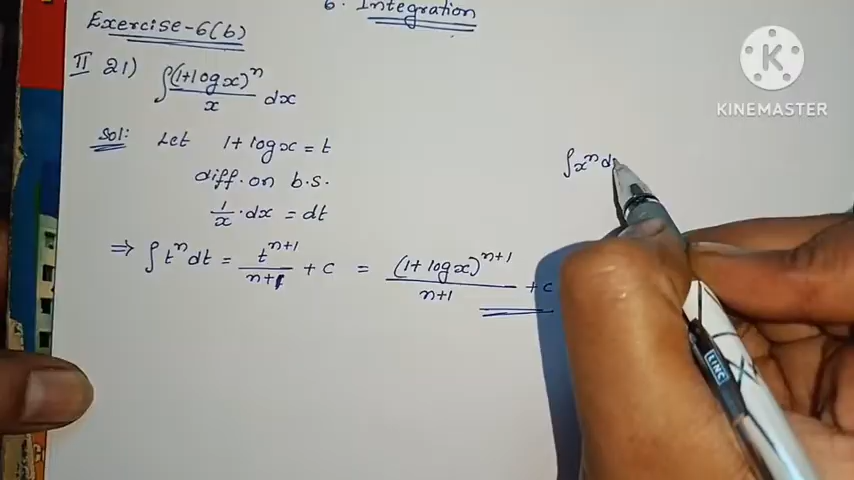 6. Integration
Exercise-6(b)
II 21) ∫ (1+logx)^n / x dx
Sol: Let 1+logx = t
diff. on b.s.
1/x · dx = dt
⇒ ∫ t^n dt = t^(n+1) / n+1 + c = (1+logx)^(n+1) / n+1 + c
∫x^n d
K
KINEMASTER
LINC